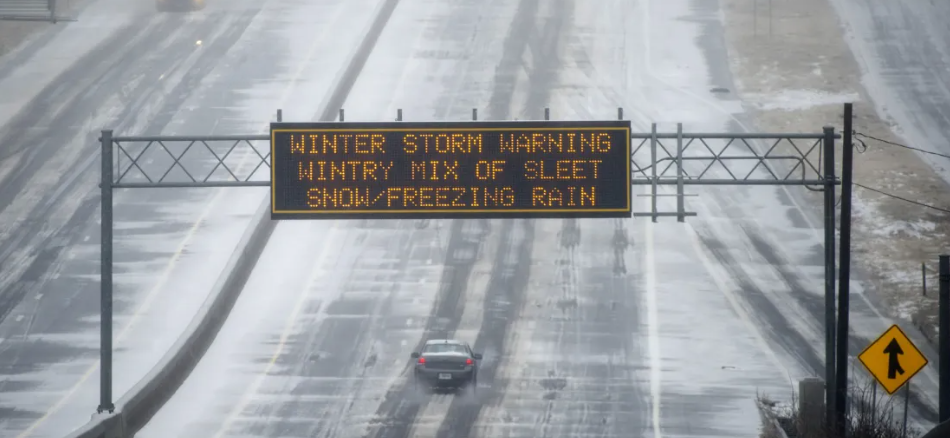 WINTER STORM WARNING
WINTRY MIX OF SLEET
SNOW/FREEZING RAIN